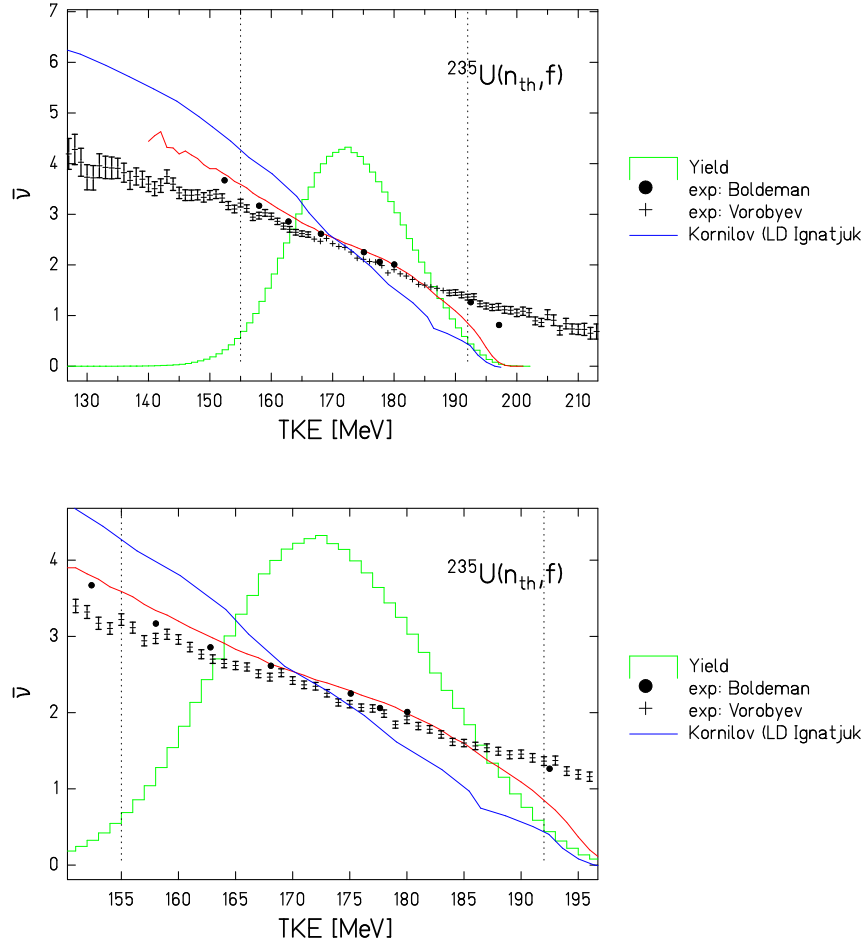 7
6
5
4
3
2
1
0
ν̄
²³⁵U(nₜₕ,f)
130 140 150 160 170 180 190 200 210
TKE [MeV]
Yield
exp: Boldeman
exp: Vorobyev
Kornilov (LD Ignatjuk
4
3
2
1
0
ν̄
²³⁵U(nₜₕ,f)
155 160 165 170 175 180 185 190 195
TKE [MeV]
Yield
exp: Boldeman
exp: Vorobyev
Kornilov (LD Ignatjuk